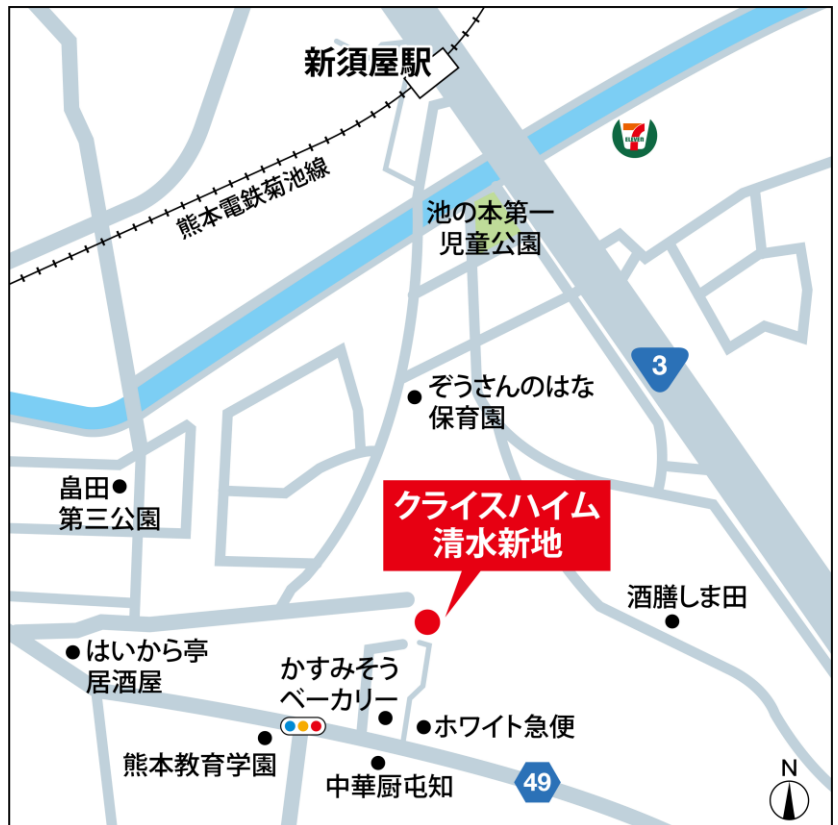 新須屋駅
7
ELEVEN
熊本電鉄菊池線
池の本第一
児童公園
3
ぞうさんのはな
保育園
畠田
第三公園
クライスハイム
清水新地
酒膳しま田
はいから亭
居酒屋
かすみそう
ベーカリー
ホワイト急便
熊本教育学園
中華厨屯知
49
N